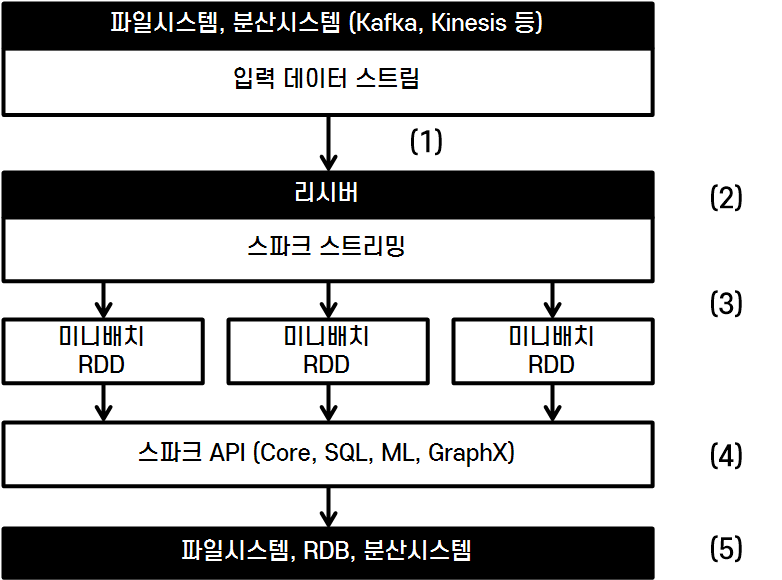 파일시스템, 분산시스템 (Kafka, Kinesis 등)
입력 데이터 스트림
(1)
리시버
(2)
스파크 스트리밍
(3)
미니배치
RDD
미니배치
RDD
미니배치
RDD
스파크 API (Core, SQL, ML, GraphX)
(4)
파일시스템, RDB, 분산시스템
(5)